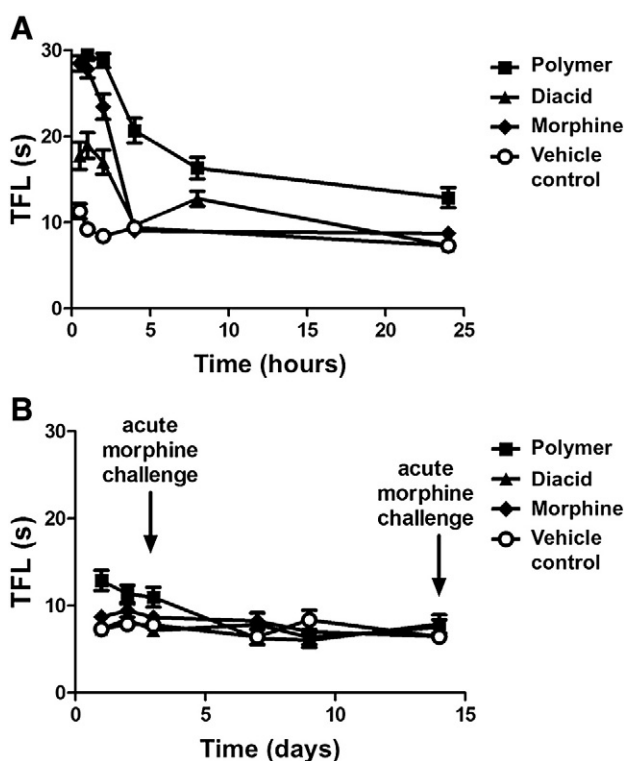 A
30
20
10
0
TFL (s)
0
5
10
15
20
25
Time (hours)
Polymer
Diacid
Morphine
Vehicle
control
B
acute
morphine
challenge
acute
morphine
challenge
30
20
10
0
TFL (s)
0
5
10
15
Time (days)
Polymer
Diacid
Morphine
Vehicle
control